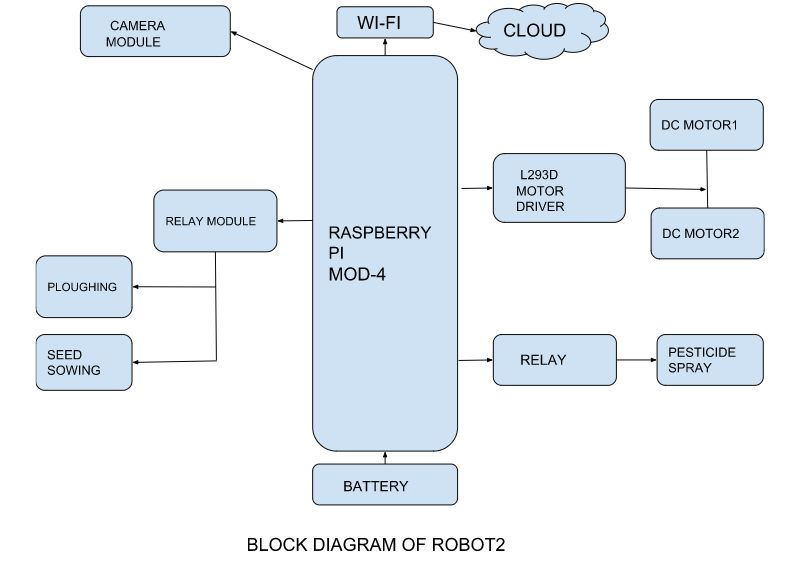 CAMERA
MODULE
WI-FI
CLOUD
DC MOTOR1
L293D
MOTOR
DRIVER
RELAY MODULE
RASPBERRY
PI
MOD-4
DC MOTOR2
PLOUGHING
SEED
SOWING
RELAY
PESTICIDE
SPRAY
BATTERY
BLOCK DIAGRAM OF ROBOT2